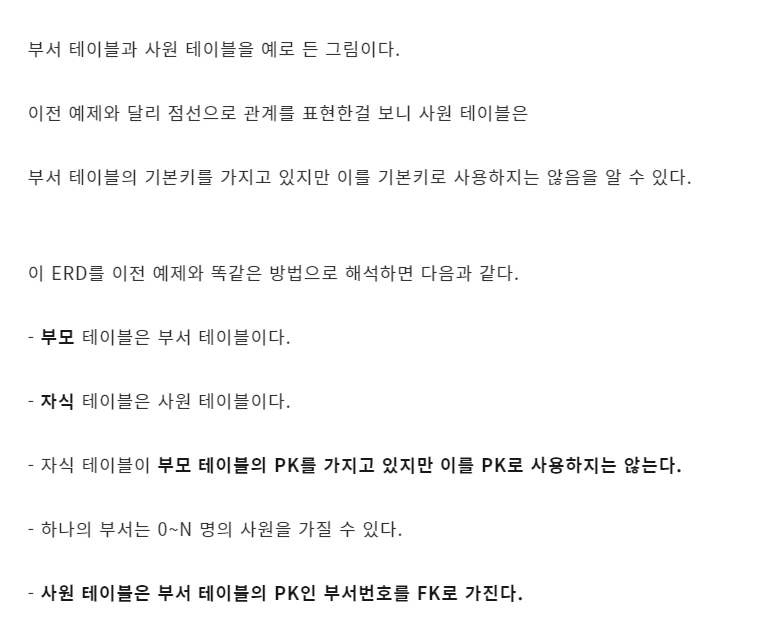 부서 테이블과 사원 테이블을 예로 든 그림이다.
이전 예제와 달리 점선으로 관계를 표현한걸 보니 사원 테이블은
부서 테이블의 기본키를 가지고 있지만 이를 기본키로 사용하지는 않음을 알 수 있다.
이 ERD를 이전 예제와 똑같은 방법으로 해석하면 다음과 같다.
- 부모 테이블은 부서 테이블이다.
- 자식 테이블은 사원 테이블이다.
- 자식 테이블이 부모 테이블의 PK를 가지고 있지만 이를 PK로 사용하지는 않는다.
- 하나의 부서는 0~N 명의 사원을 가질 수 있다.
- 사원 테이블은 부서 테이블의 PK인 부서번호를 FK로 가진다.